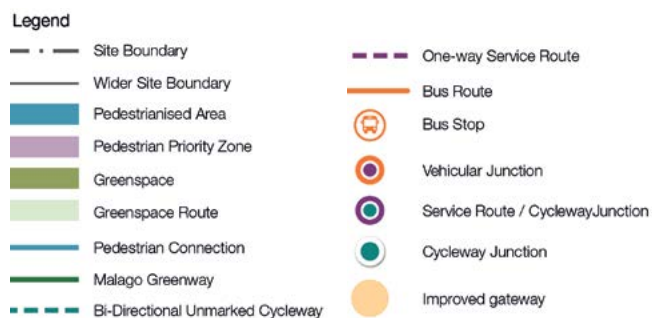 Legend
Site Boundary
Wider Site Boundary
Pedestrianised Area
Pedestrian Priority Zone
Greenspace
Greenspace Route
Pedestrian Connection
Malago Greenway
Bi-Directional Unmarked Cycleway
One-way Service Route
Bus Route
Bus Stop
Vehicular Junction
Service Route / CyclewayJunction
Cycleway Junction
Improved gateway